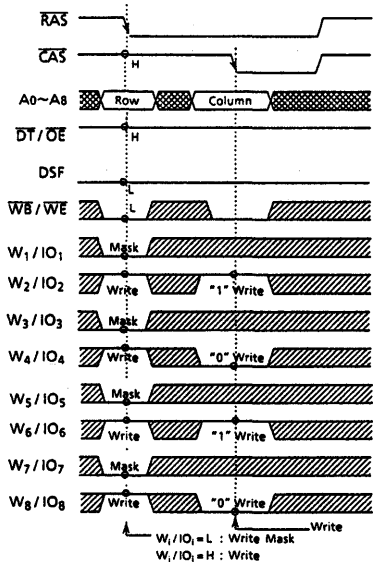 RAS
CAS H
A0~A8 Row Column
DT/OE H
DSF L
WB/WE L
W1/IO1 Mask
W2/IO2 Write "1" Write
W3/IO3 Mask
W4/IO4 Write "0" Write
W5/IO5 Mask
W6/IO6 Write "1" Write
W7/IO7 Mask
W8/IO8 Write "0" Write
Write
Wi/IOi=L : Write Mask
Wi/IOi=H : Write